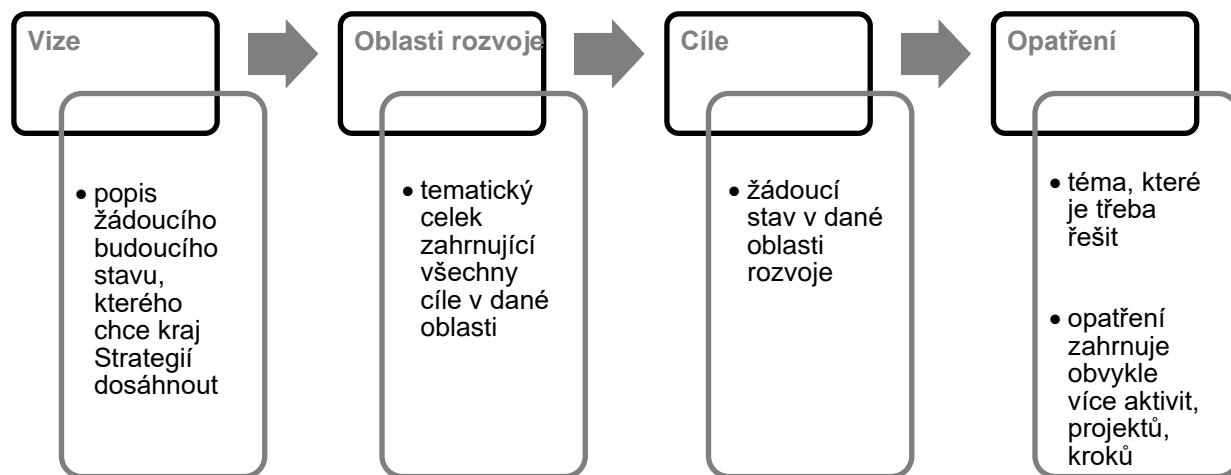 Vize
• popis
žádoucího
budoucího
stavu,
kterého
chce kraj
Strategií
dosáhnout
Oblasti rozvoje
• tematický
celek
zahrnující
všechny
cíle v dané
oblasti
Cíle
• žádoucí
stav v dané
oblasti
rozvoje
Opatření
• téma, které
je třeba
řešit
• opatření
zahrnuje
obvykle
více aktivit,
projektů,
kroků